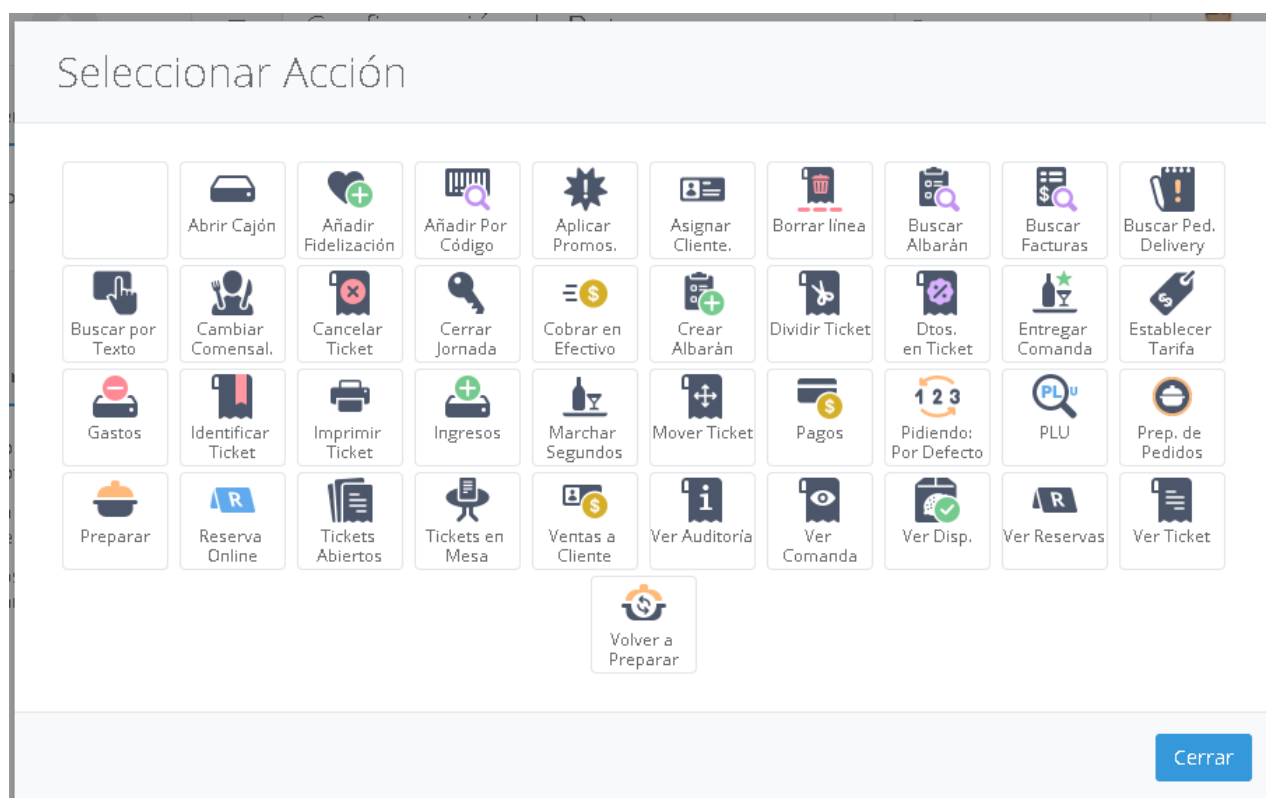 Seleccionar Acción
Abrir Cajón
Añadir
Fidelización
Añadir Por
Código
Aplicar
Promos.
Asignar
Cliente.
Borrar línea
Buscar
Albarán
$
Buscar
Facturas
Buscar Ped.
Delivery
Buscar por
Texto
Cambiar
Comensal.
Cancelar
Ticket
Cerrar
Jornada
$
Cobrar en
Efectivo
Crear
Albarán
Dividir Ticket
Dtos.
en Ticket
Entregar
Comanda
Establecer
Tarifa
Gastos
Identificar
Ticket
Imprimir
Ticket
Ingresos
Marchar
Segundos
Mover Ticket
$
Pagos
1 2 3
Pidiendo:
Por Defecto
PLU
PLU
Prep. de
Pedidos
Preparar
R
Reserva
Online
Tickets
Abiertos
Tickets en
Mesa
$
Ventas a
Cliente
i
Ver Auditoría
Ver
Comanda
Ver Disp.
R
Ver Reservas
Ver Ticket
Volver a
Preparar
Cerrar